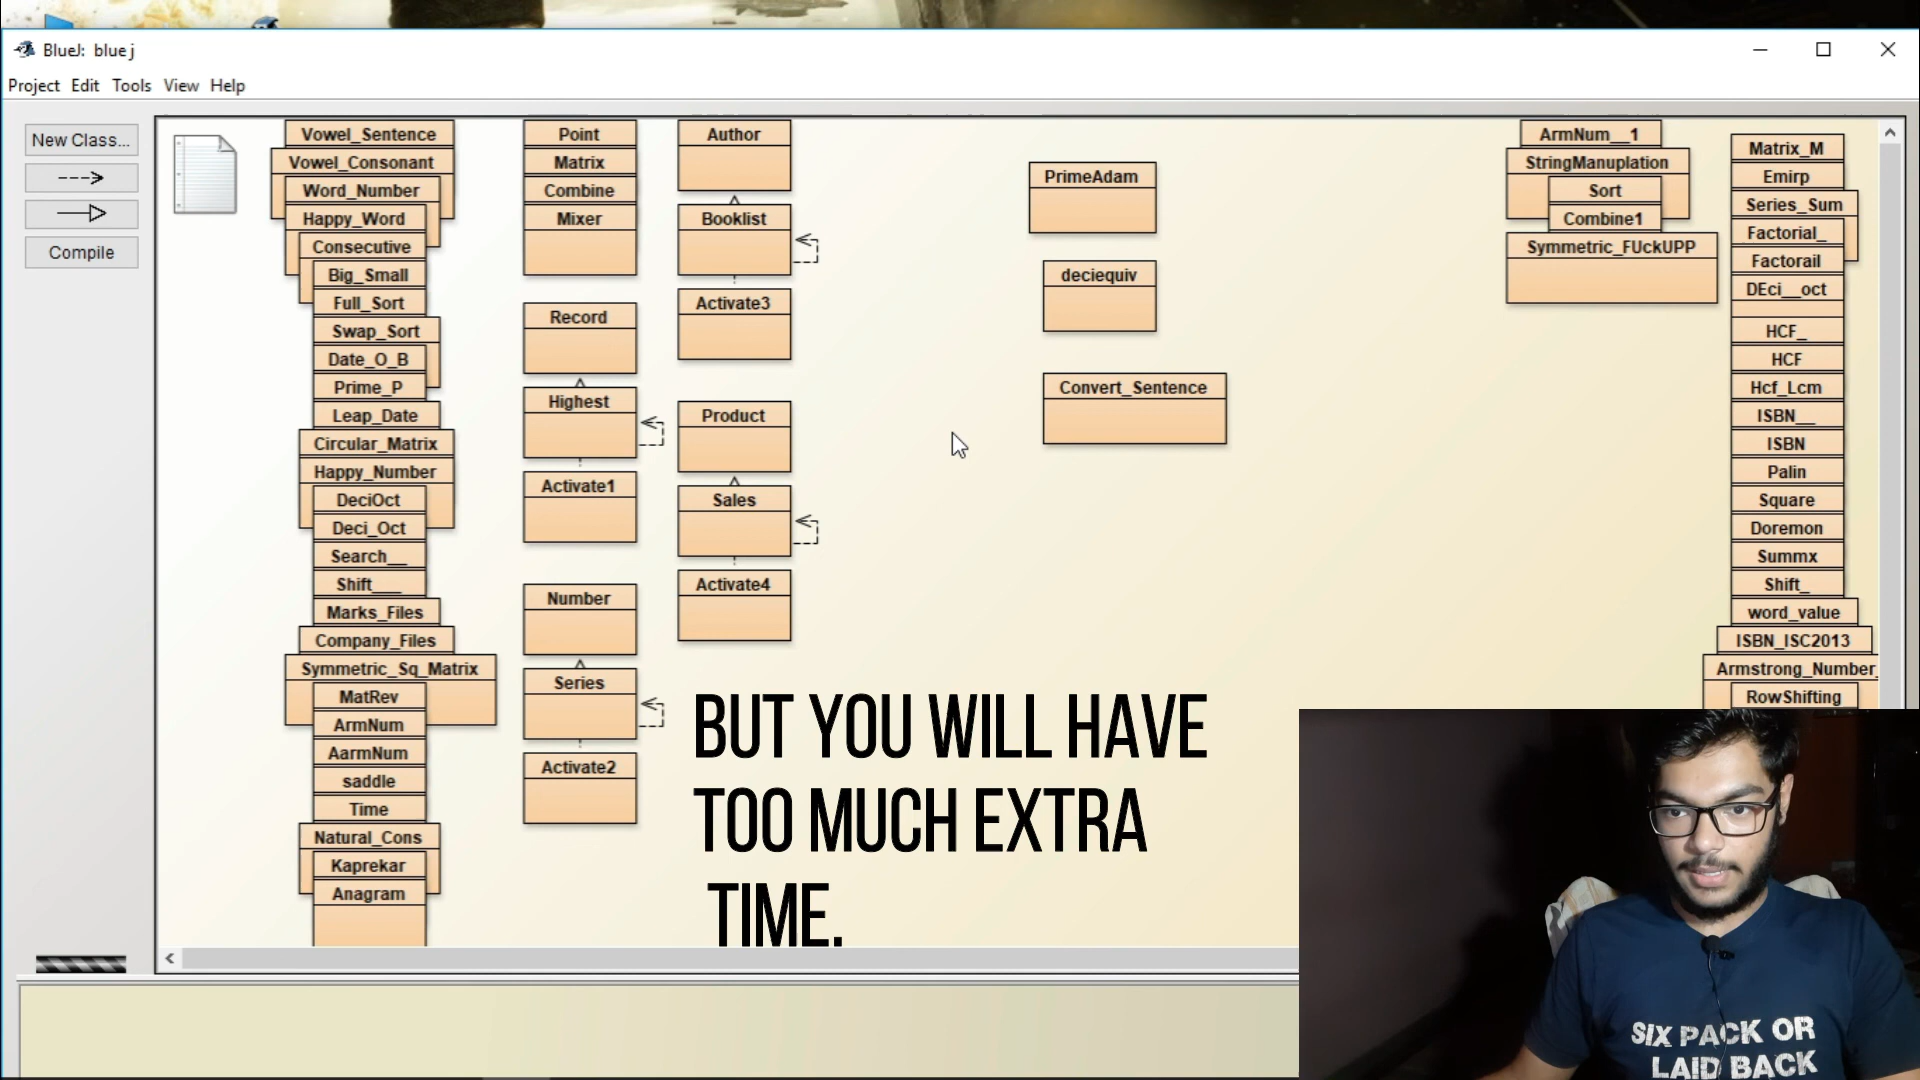 BlueJ: blue j
Project Edit Tools View Help
New Class...
Compile
Vowel_Sentence
Vowel_Consonant
Word_Number
Happy_Word
Consecutive
Big_Small
Full_Sort
Swap_Sort
Date_O_B
Prime_P
Leap_Date
Circular_Matrix
Happy_Number
DeciOct
Deci_Oct
Search__
Shift___
Marks_Files
Company_Files
Symmetric_Sq_Matrix
MatRev
ArmNum
AarmNum
saddle
Time
Natural_Cons
Kaprekar
Anagram
Point
Matrix
Combine
Mixer
Record
Highest
Activate1
Number
Series
Activate2
Author
Booklist
Activate3
Product
Sales
Activate4
PrimeAdam
deciequiv
Convert_Sentence
ArmNum__1
StringManuplation
Sort
Combine1
Symmetric_FUckUPP
Matrix_M
Emirp
Series_Sum
Factorial_
Factorail
DEci__oct
HCF_
HCF
Hcf_Lcm
ISBN__
ISBN
Palin
Square
Doremon
Summx
Shift_
word_value
ISBN_ISC2013
Armstrong_Number_
RowShifting
BUT YOU WILL HAVE
TOO MUCH EXTRA
TIME.
SIX PACK OR
LAID BACK